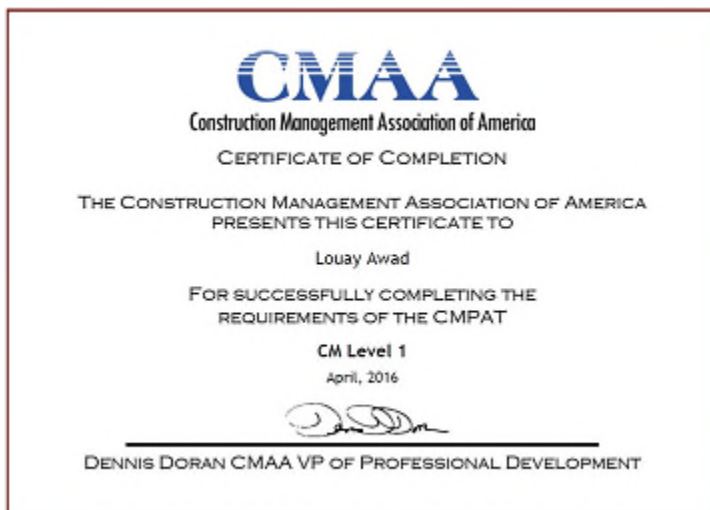 CMAA
Construction Management Association of America
CERTIFICATE OF COMPLETION
THE CONSTRUCTION MANAGEMENT ASSOCIATION OF AMERICA
PRESENTS THIS CERTIFICATE TO
Louay Awad
FOR SUCCESSFULLY COMPLETING THE
REQUIREMENTS OF THE CMPAT
CM Level 1
April, 2016
DENNIS DORAN CMAA VP OF PROFESSIONAL DEVELOPMENT